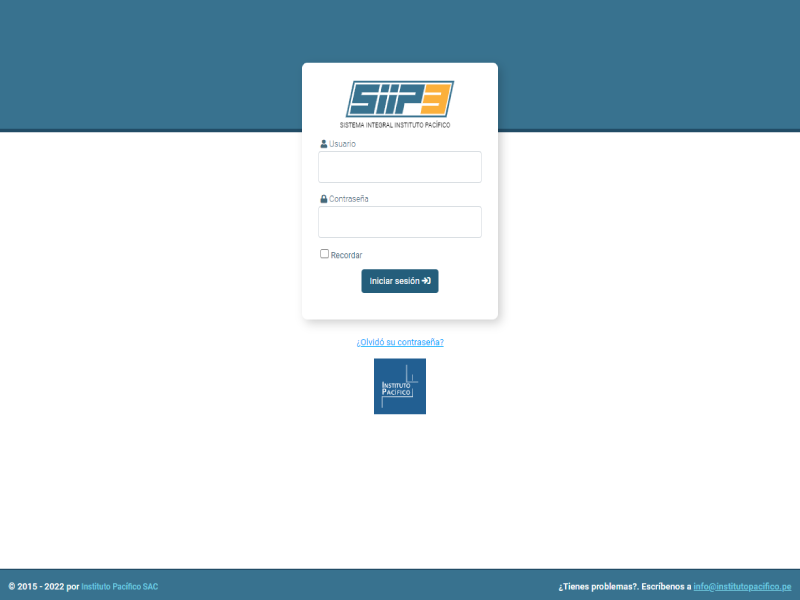 SIIP3
SISTEMA INTEGRAL INSTITUTO PACÍFICO
Usuario
Contraseña
Recordar
Iniciar sesión
¿Olvidó su contraseña?
INSTITUTO
PACÍFICO
© 2015 - 2022 por Instituto Pacífico SAC
¿Tienes problemas?. Escríbenos a info@institutopacifico.pe